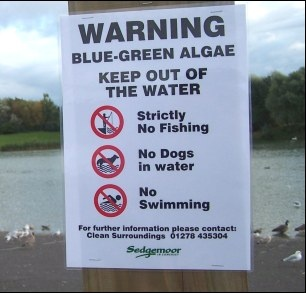 WARNING
BLUE-GREEN ALGAE
KEEP OUT OF
THE WATER
Strictly
No Fishing
No Dogs
in water
No
Swimming
For further information please contact:
Clean Surroundings 01278 435304
Sedgemoor